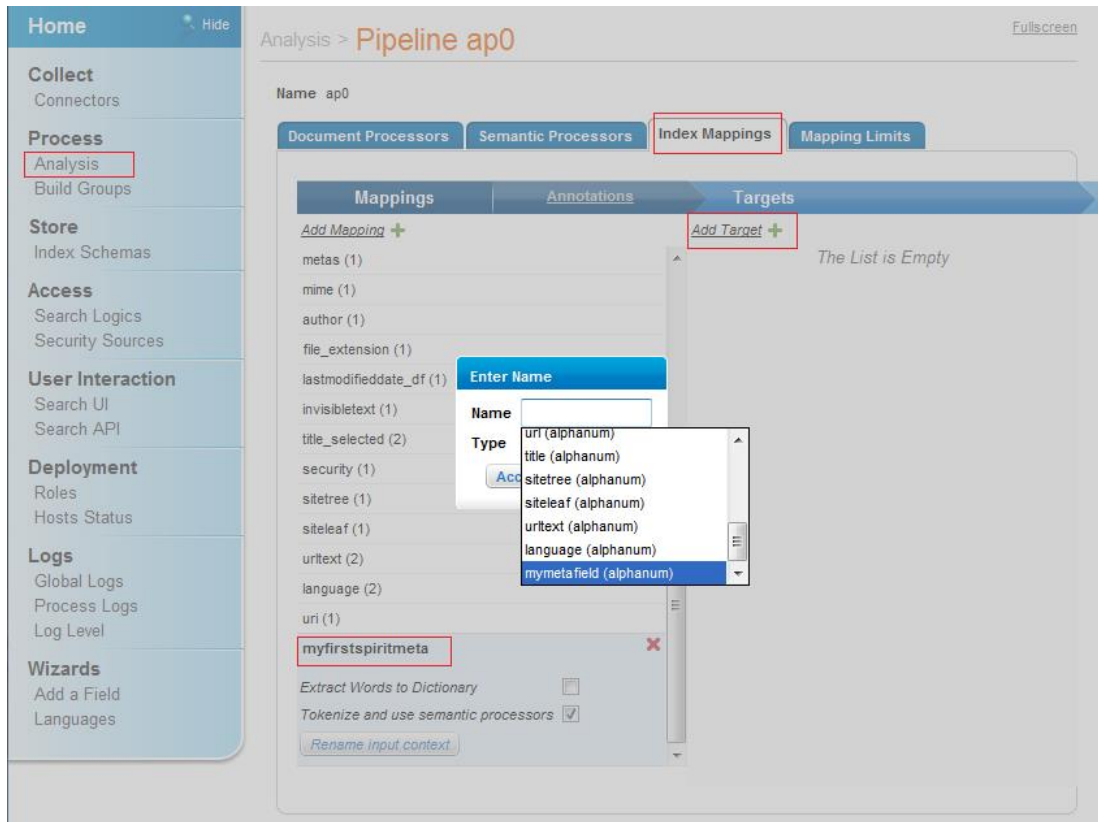 Home
Hide
Collect
Connectors
Process
Analysis
Build Groups
Store
Index Schemas
Access
Search Logics
Security Sources
User Interaction
Search UI
Search API
Deployment
Roles
Hosts Status
Logs
Global Logs
Process Logs
Log Level
Wizards
Add a Field
Languages
Analysis > Pipeline ap0
Fullscreen
Name ap0
Document Processors
Semantic Processors
Index Mappings
Mapping Limits
Mappings
Annotations
Targets
Add Mapping
metas (1)
mime (1)
author (1)
file_extension (1)
lastmodifieddate_df (1)
invisibletext (1)
title_selected (2)
security (1)
sitetree (1)
siteleaf (1)
urltext (2)
language (2)
uri (1)
myfirstspiritmeta
Extract Words to Dictionary
Tokenize and use semantic processors
Rename input context
Add Target
The List is Empty
Enter Name
Name
Type
url (alphanum)
title (alphanum)
sitetree (alphanum)
siteleaf (alphanum)
urltext (alphanum)
language (alphanum)
mymetafield (alphanum)